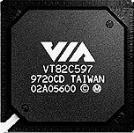 VIA
VT82C597
9720CD TAIWAN
02A05600 Ⓒ Ⓜ